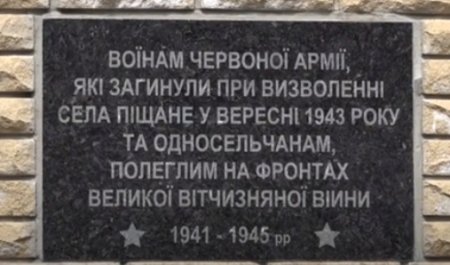 ВОЇНАМ ЧЕРВОНОЇ АРМІЇ,
ЯКІ ЗАГИНУЛИ ПРИ ВИЗВОЛЕННІ
СЕЛА ПІЩАНЕ У ВЕРЕСНІ 1943 РОКУ
ТА ОДНОСЕЛЬЧАНАМ,
ПОЛЕГЛИМ НА ФРОНТАХ
ВЕЛИКОЇ ВІТЧИЗНЯНОЇ ВІЙНИ
1941 - 1945 рр